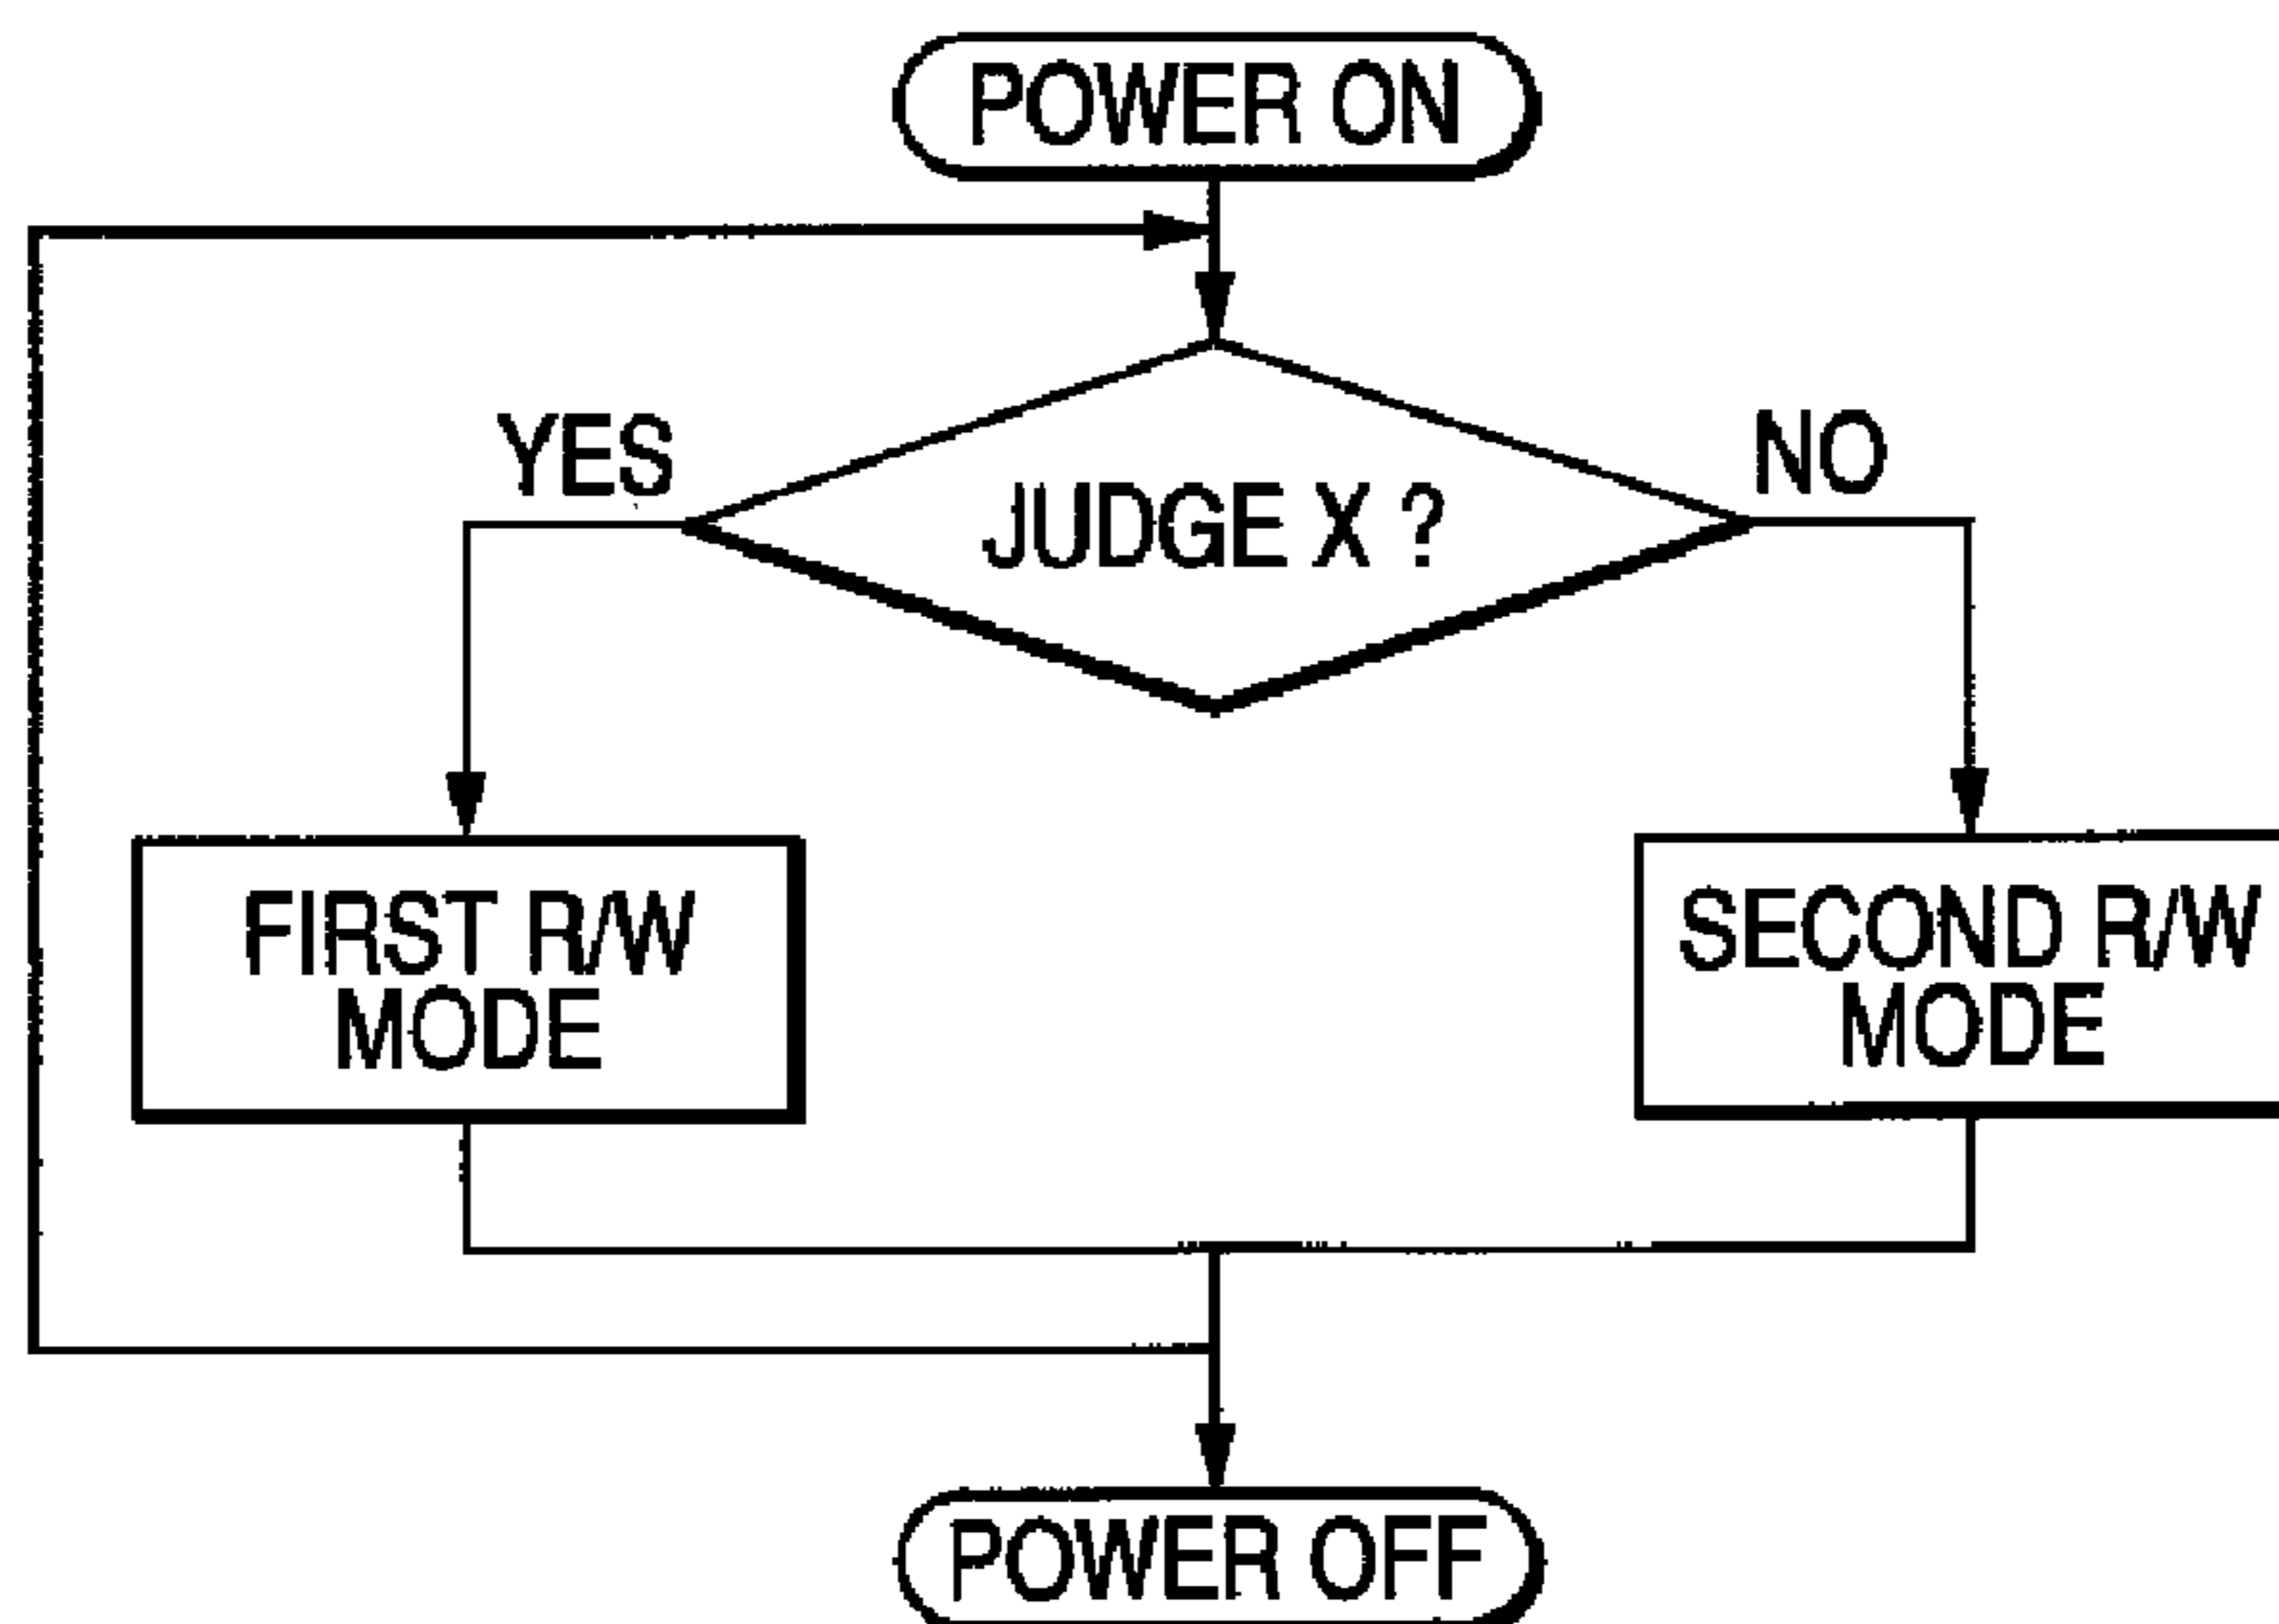 POWER ON
YES
NO
JUDGE X ?
FIRST R/W
MODE
SECOND R/W
MODE
POWER OFF